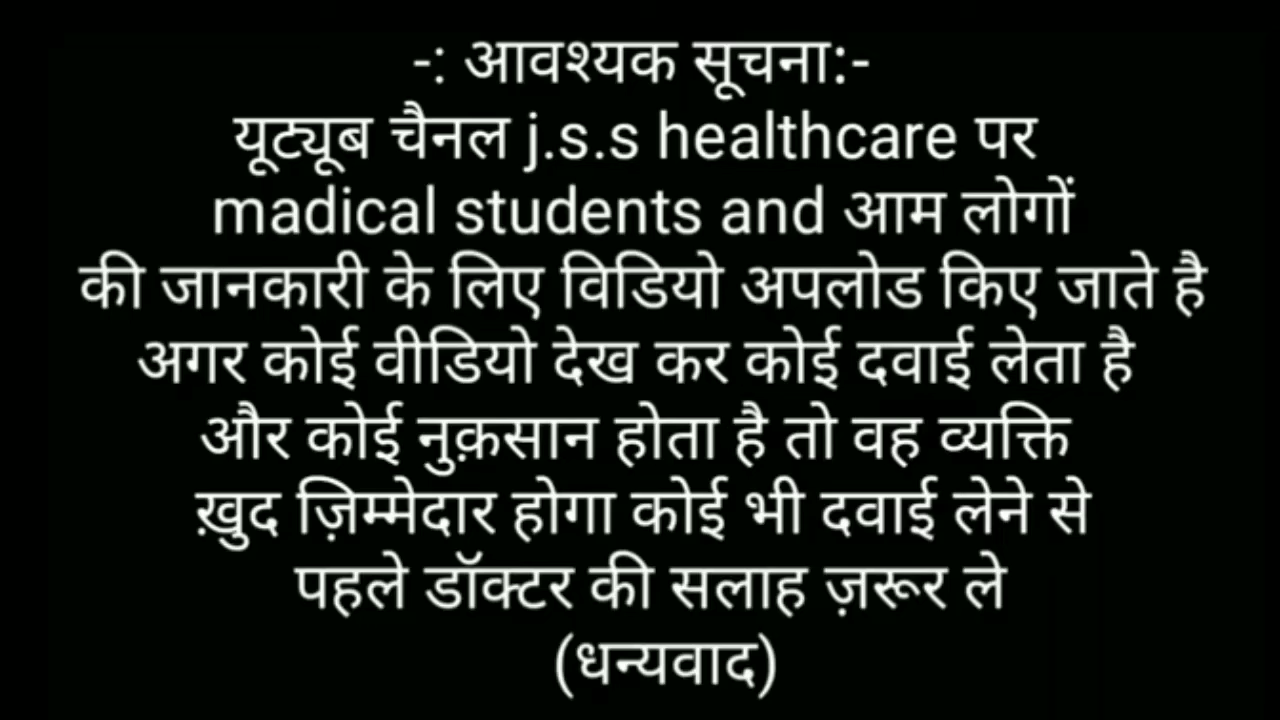 -: आवश्यक सूचना:-
यूट्यूब चैनल j.s.s healthcare पर
madical students and आम लोगों
की जानकारी के लिए विडियो अपलोड किए जाते है
अगर कोई वीडियो देख कर कोई दवाई लेता है
और कोई नुक़सान होता है तो वह व्यक्ति
ख़ुद ज़िम्मेदार होगा कोई भी दवाई लेने से
पहले डॉक्टर की सलाह ज़रूर ले
(धन्यवाद)